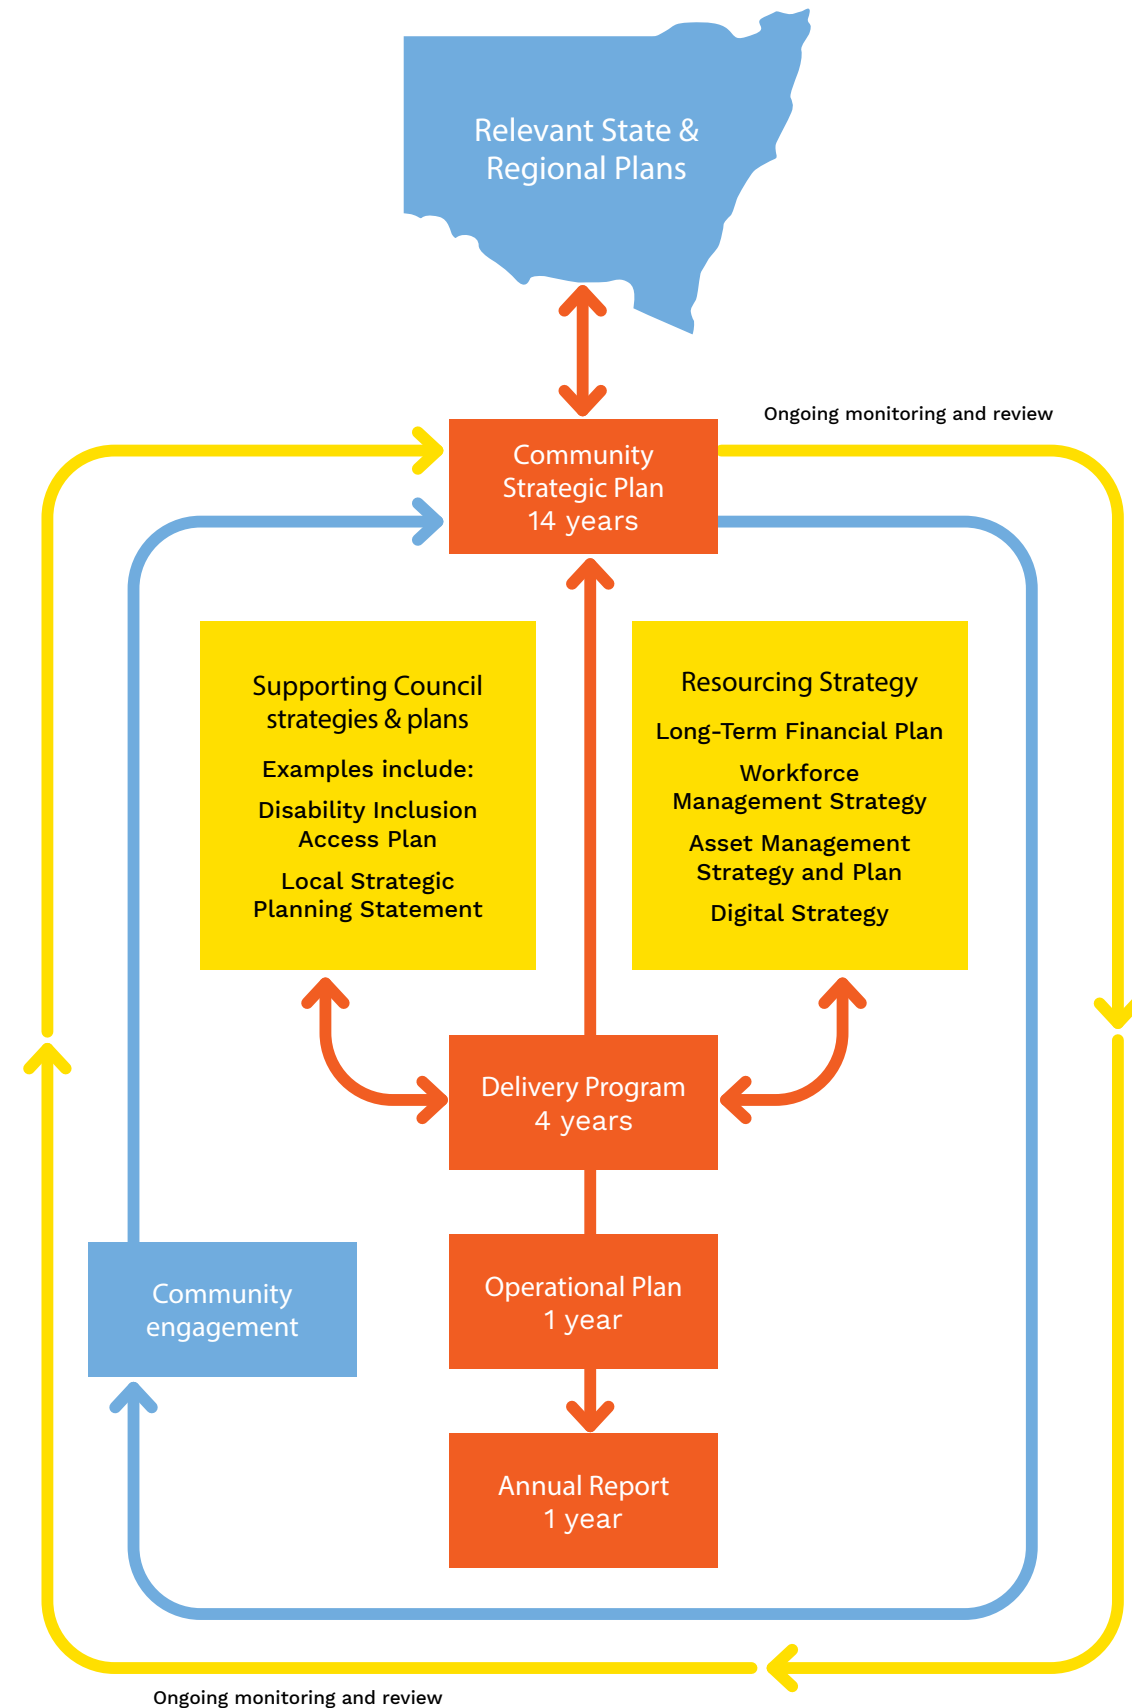 Relevant State &
Regional Plans
Ongoing monitoring and review
Community
Strategic Plan
14 years
Supporting Council
strategies & plans
Examples include:
Disability Inclusion
Access Plan
Local Strategic
Planning Statement
Resourcing Strategy
Long-Term Financial Plan
Workforce
Management Strategy
Asset Management
Strategy and Plan
Digital Strategy
Delivery Program
4 years
Community
engagement
Operational Plan
1 year
Annual Report
1 year
Ongoing monitoring and review